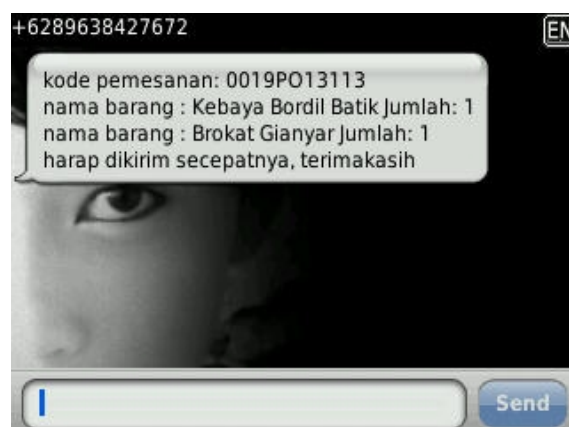 +6289638427672
EN
kode pemesanan: 0019PO13113
nama barang : Kebaya Bordil Batik Jumlah: 1
nama barang : Brokat Gianyar Jumlah: 1
harap dikirim secepatnya, terimakasih
Send